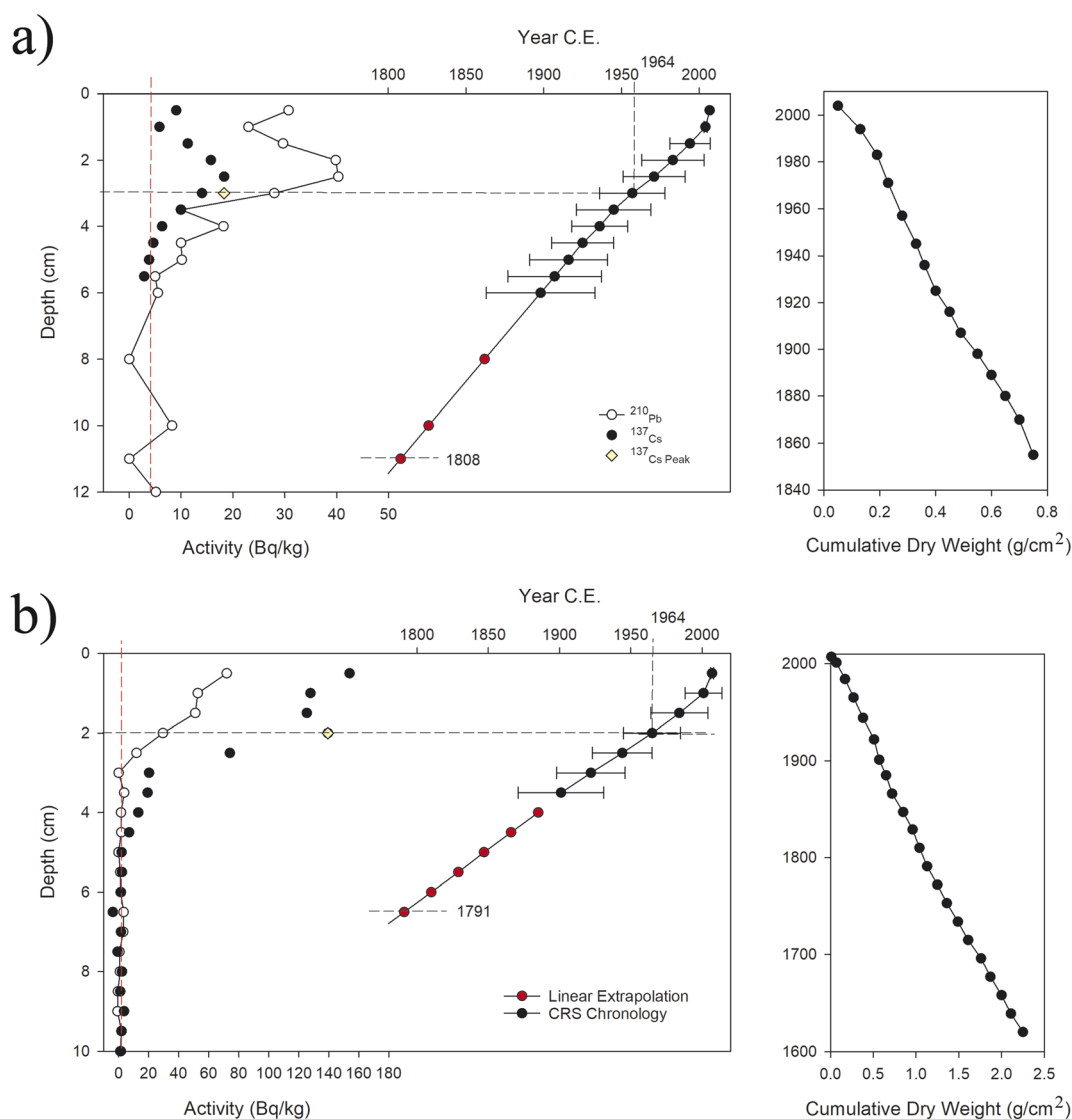 a)
Year C.E.
1964
1800 1850 1900 1950 2000
0
2
4
6
8
10
12
Depth (cm)
210Pb
137Cs
137Cs Peak
1808
0 10 20 30 40 50
Activity (Bq/kg)
2000
1980
1960
1940
1920
1900
1880
1860
1840
0.0 0.2 0.4 0.6 0.8
Cumulative Dry Weight (g/cm2)
b)
Year C.E.
1964
1800 1850 1900 1950 2000
0
2
4
6
8
10
Depth (cm)
1791
Linear Extrapolation
CRS Chronology
0 20 40 60 80 100 120 140 160 180
Activity (Bq/kg)
2000
1900
1800
1700
1600
0.0 0.5 1.0 1.5 2.0 2.5
Cumulative Dry Weight (g/cm2)